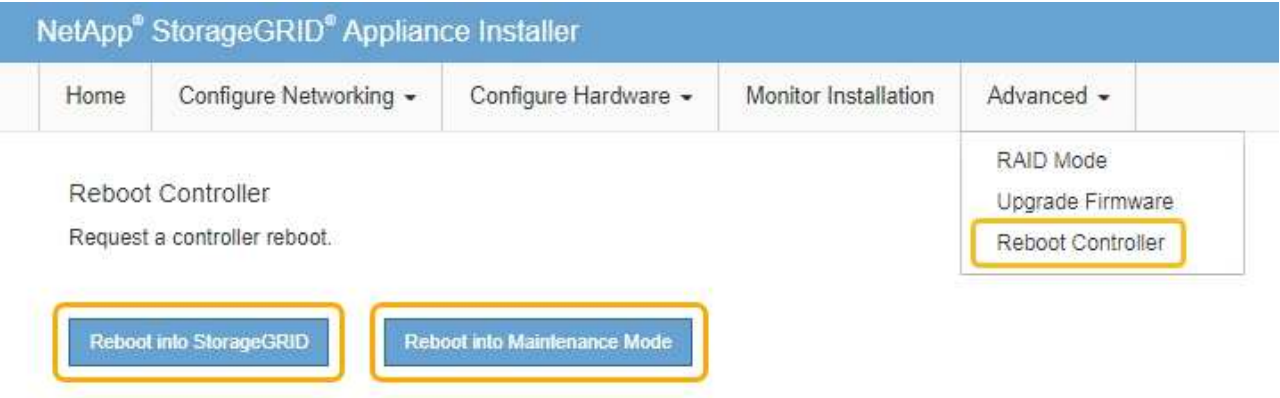 NetApp® StorageGRID® Appliance Installer
Home Configure Networking Configure Hardware Monitor Installation Advanced
RAID Mode
Upgrade Firmware
Reboot Controller
Reboot Controller
Request a controller reboot.
Reboot into StorageGRID Reboot into Maintenance Mode